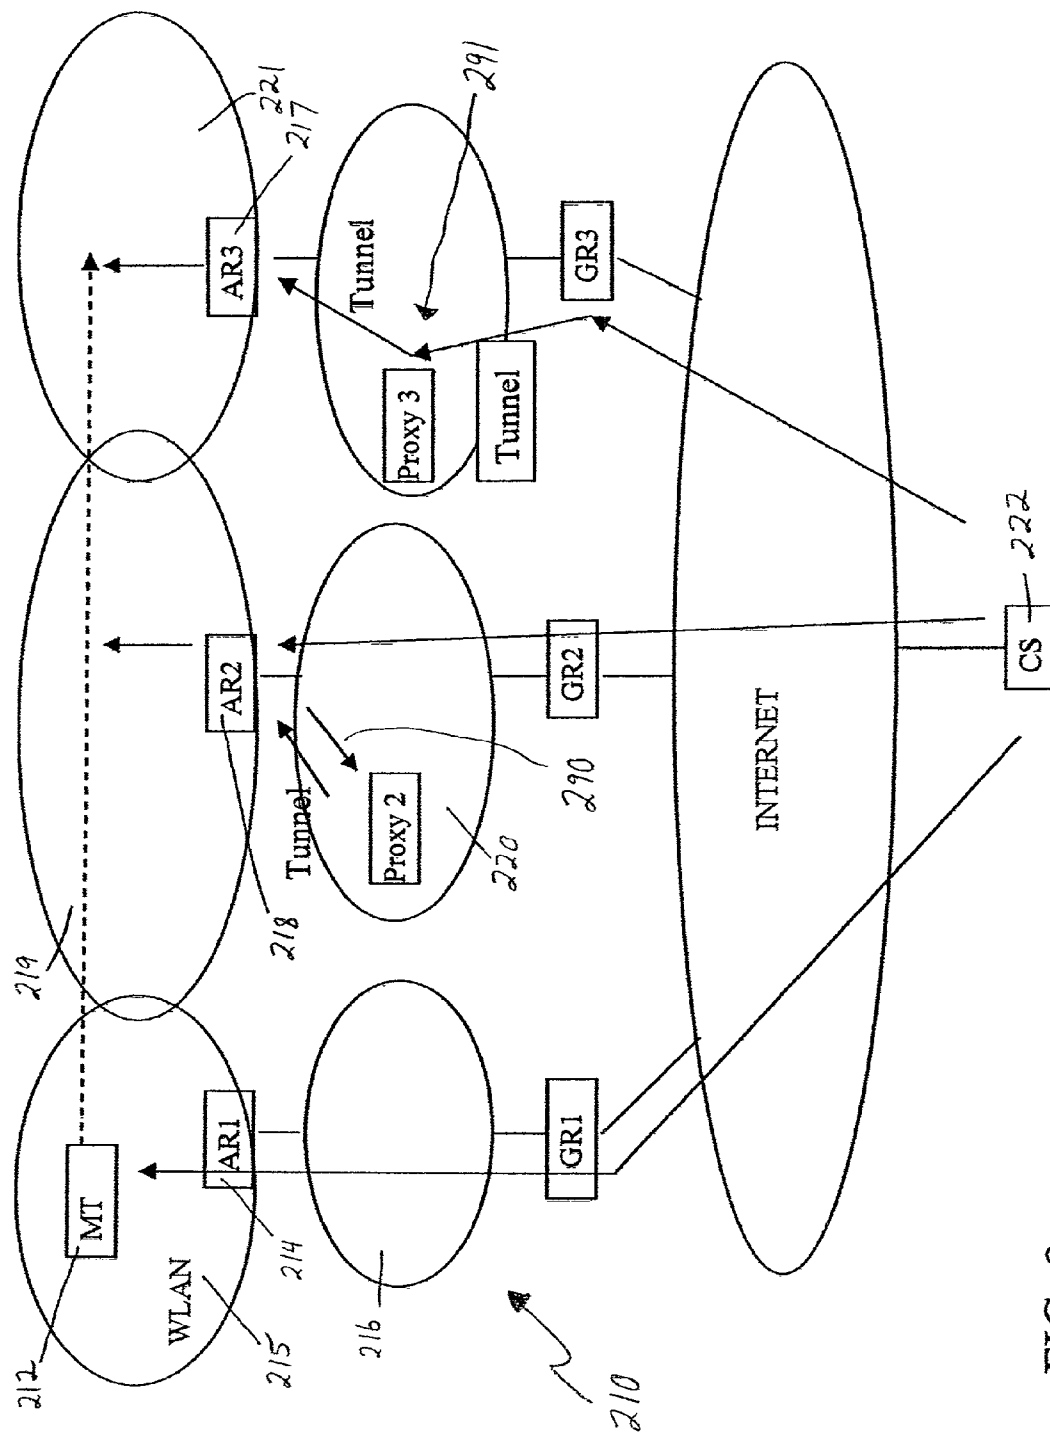 212
MT
219
WLAN
215
AR1
214
AR2
218
AR3
221
217
216
Tunnel
Proxy 2
220
290
Tunnel
Proxy 3
Tunnel
291
GR1
GR2
GR3
210
INTERNET
CS
222